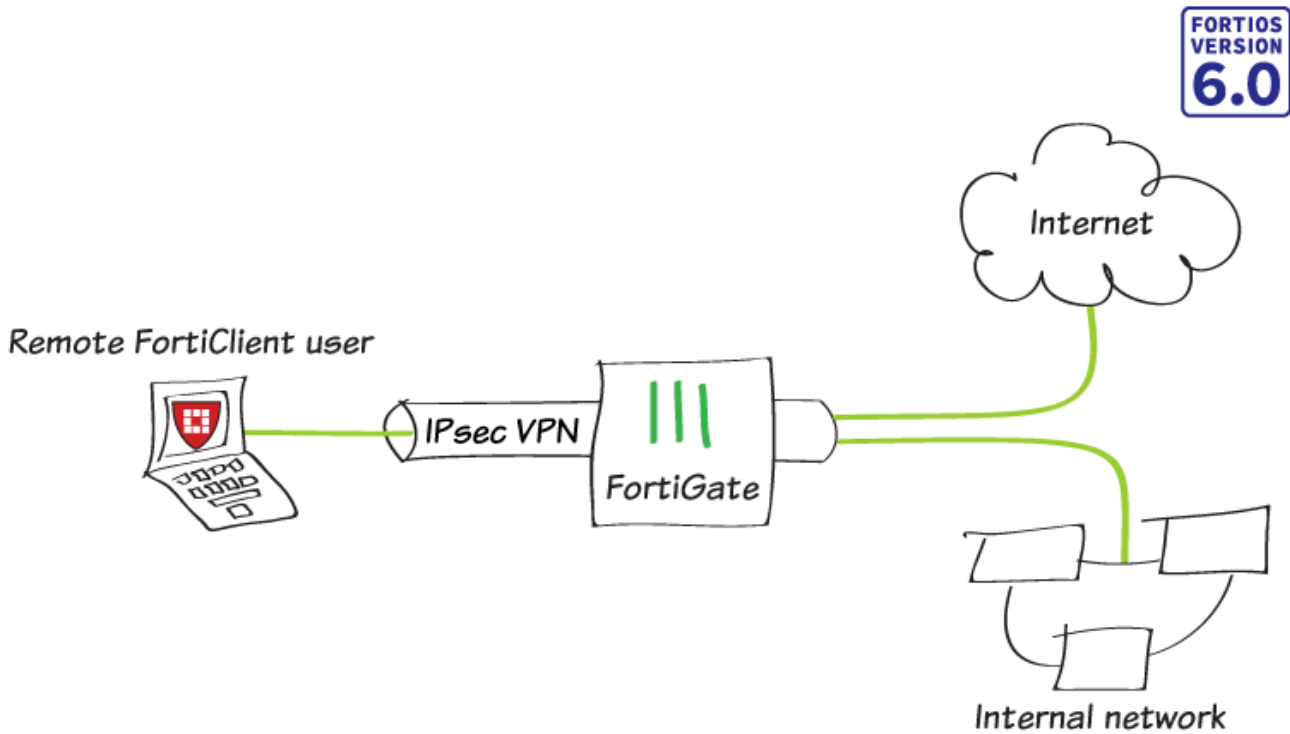 FORTIOS
VERSION
6.0
Internet
Remote FortiClient user
IPsec VPN
FortiGate
Internal network